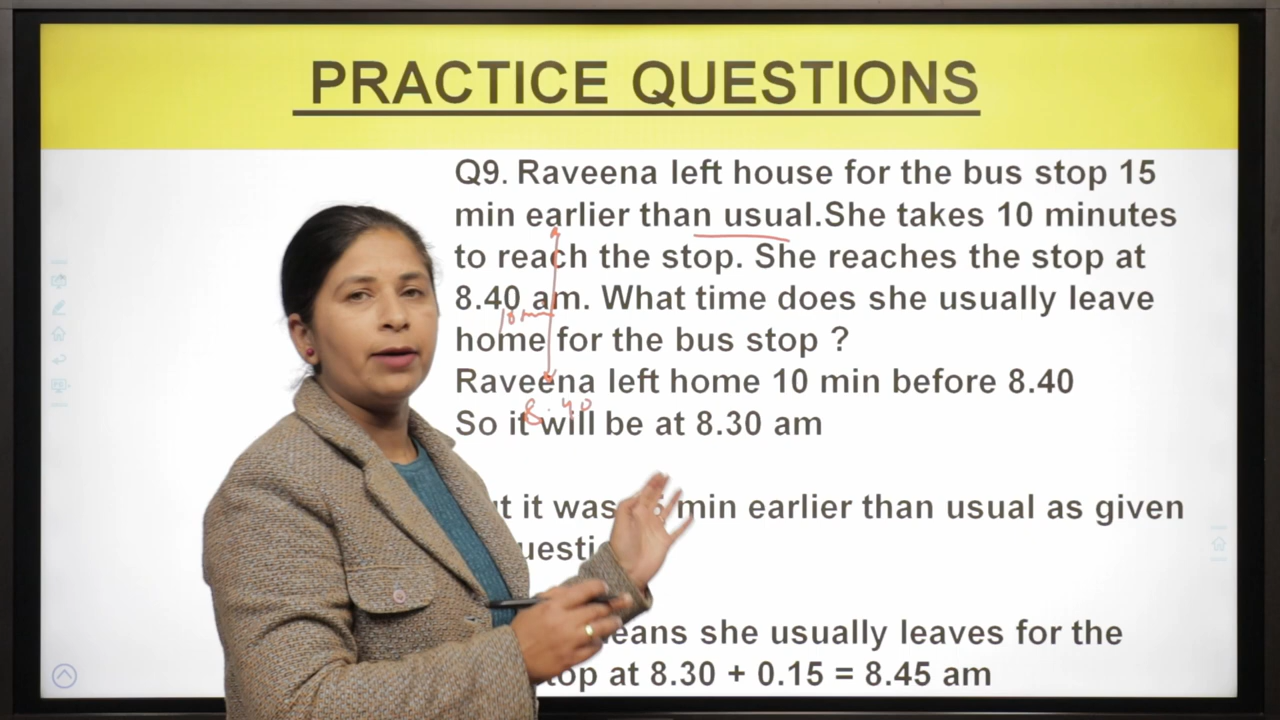 PRACTICE QUESTIONS
Q9. Raveena left house for the bus stop 15
min earlier than usual.She takes 10 minutes
to reach the stop. She reaches the stop at
8.40 am. What time does she usually leave
home for the bus stop ?
Raveena left home 10 min before 8.40
8.40
So it will be at 8.30 am
it was min earlier than usual as given
she usually leaves for the
at 8.30 + 0.15 = 8.45 am